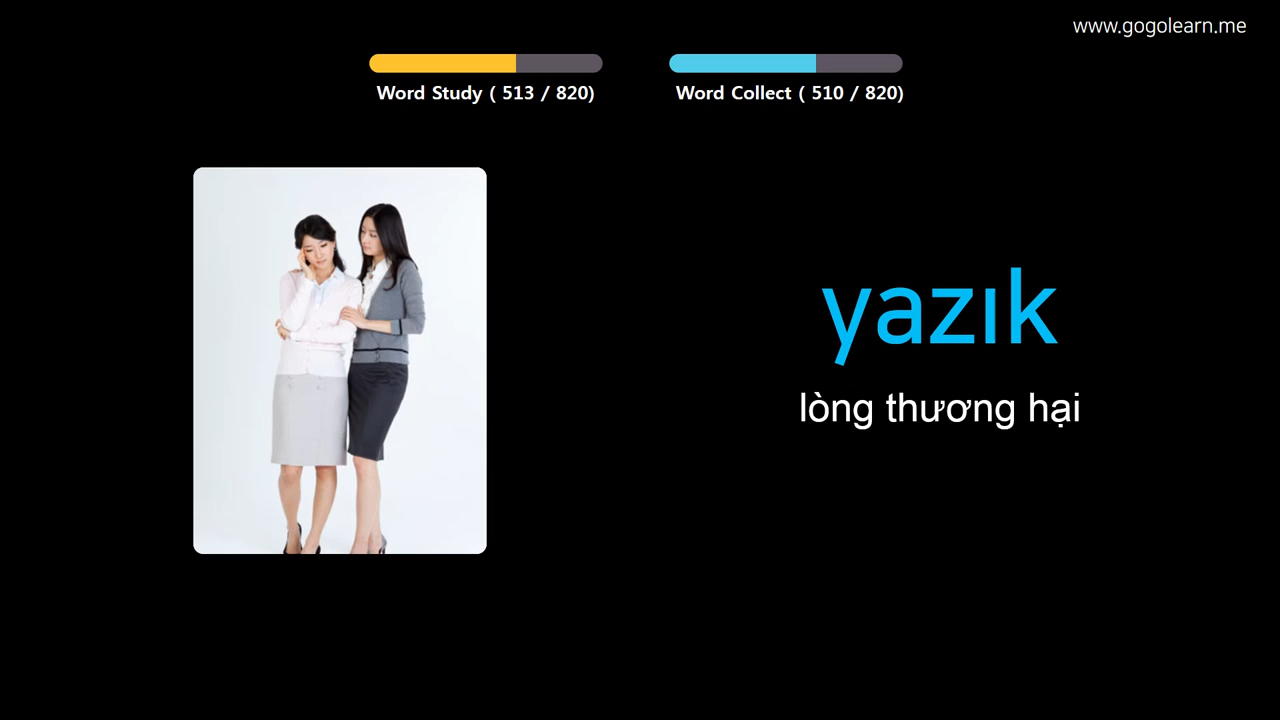 www.gogolearn.me
Word Study ( 513 / 820)
Word Collect ( 510 / 820)
yazık
lòng thương hại